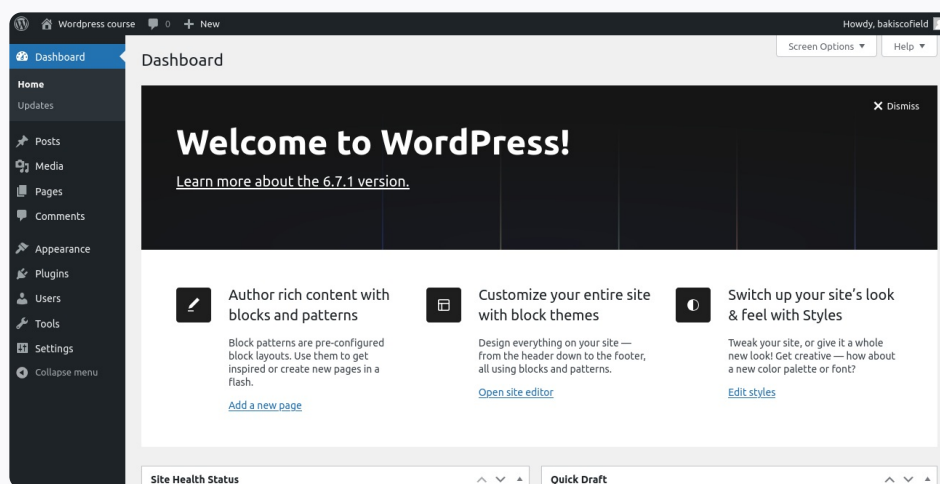 Wordpress course 0 + New Howdy, bakiscofield
Screen Options Help
Dashboard
Home
Updates
Posts
Media
Pages
Comments
Appearance
Plugins
Users
Tools
Settings
Collapse menu
Dashboard
Dismiss
Welcome to WordPress!
Learn more about the 6.7.1 version.
Author rich content with
blocks and patterns
Block patterns are pre-configured
block layouts. Use them to get
inspired or create new pages in a
flash.
Add a new page
Customize your entire site
with block themes
Design everything on your site —
from the header down to the footer,
all using blocks and patterns.
Open site editor
Switch up your site’s look
& feel with Styles
Tweak your site, or give it a whole
new look! Get creative — how about
a new color palette or font?
Edit styles
Site Health Status
Quick Draft